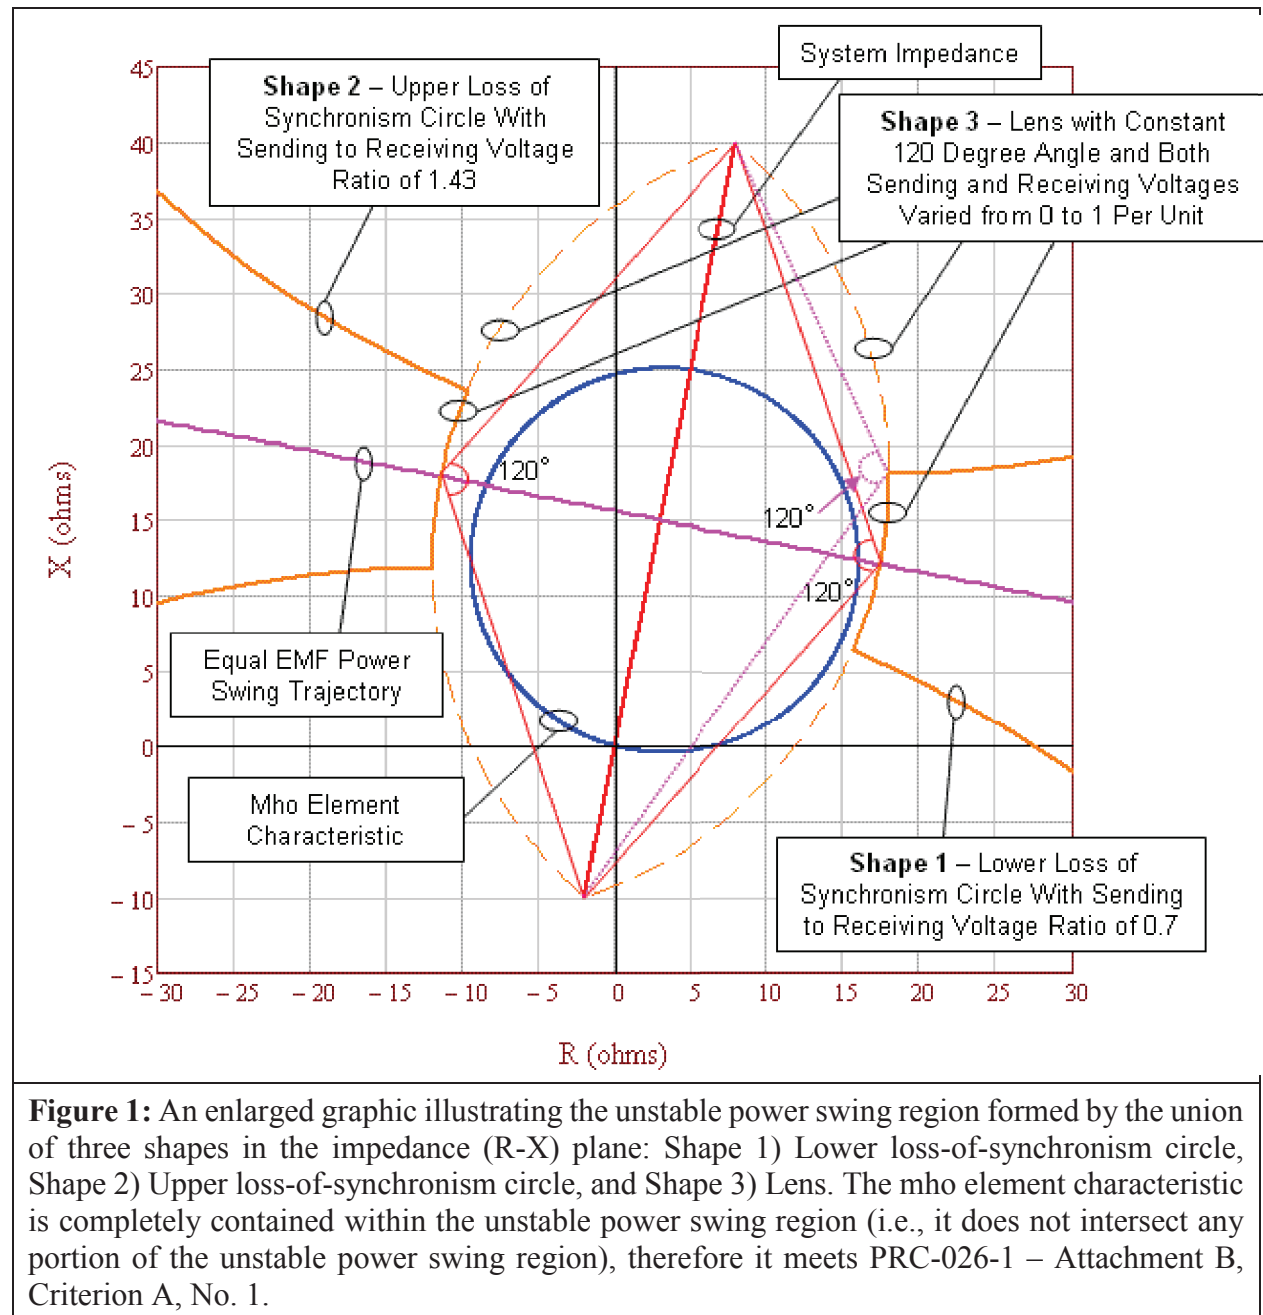 System Impedance
45
40
35
30
25
20
15
10
5
0
– 5
– 10
– 15
– 30
– 25
– 20
– 15
– 10
– 5
0
5
10
15
20
25
30
X (ohms)
R (ohms)
Shape 2 – Upper Loss of
Synchronism Circle With
Sending to Receiving Voltage
Ratio of 1.43
Shape 3 – Lens with Constant
120 Degree Angle and Both
Sending and Receiving Voltages
Varied from 0 to 1 Per Unit
120°
120°
120°
Equal EMF Power
Swing Trajectory
Mho Element
Characteristic
Shape 1 – Lower Loss of
Synchronism Circle With Sending
to Receiving Voltage Ratio of 0.7
Figure 1: An enlarged graphic illustrating the unstable power swing region formed by the union
of three shapes in the impedance (R-X) plane: Shape 1) Lower loss-of-synchronism circle,
Shape 2) Upper loss-of-synchronism circle, and Shape 3) Lens. The mho element characteristic
is completely contained within the unstable power swing region (i.e., it does not intersect any
portion of the unstable power swing region), therefore it meets PRC-026-1 – Attachment B,
Criterion A, No. 1.